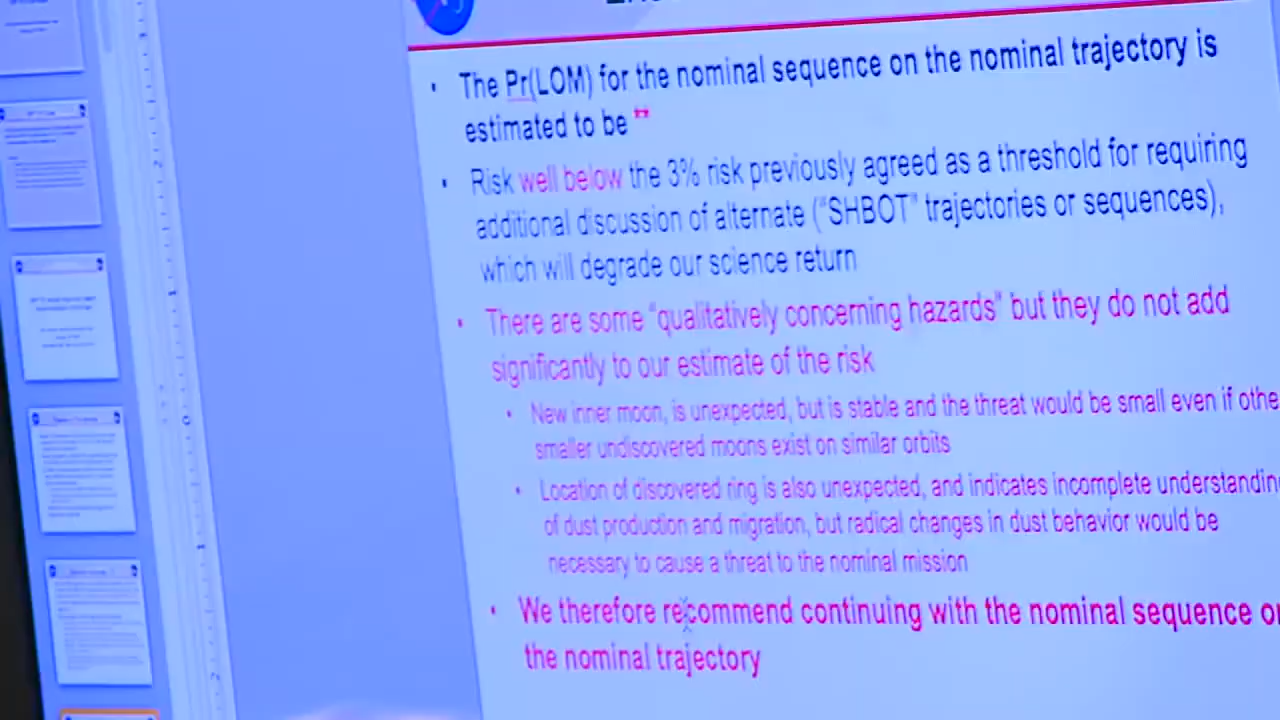 • The Pr(LOM) for the nominal sequence on the nominal trajectory is
estimated to be **
• Risk well below the 3% risk previously agreed as a threshold for requiring
additional discussion of alternate ("SHBOT" trajectories or sequences),
which will degrade our science return
• There are some "qualitatively concerning hazards" but they do not add
significantly to our estimate of the risk
• New inner moon, is unexpected, but is stable and the threat would be small even if othe
smaller undiscovered moons exist on similar orbits
• Location of discovered ring is also unexpected, and indicates incomplete understandin
of dust production and migration, but radical changes in dust behavior would be
necessary to cause a threat to the nominal mission
• We therefore recommend continuing with the nominal sequence o
the nominal trajectory